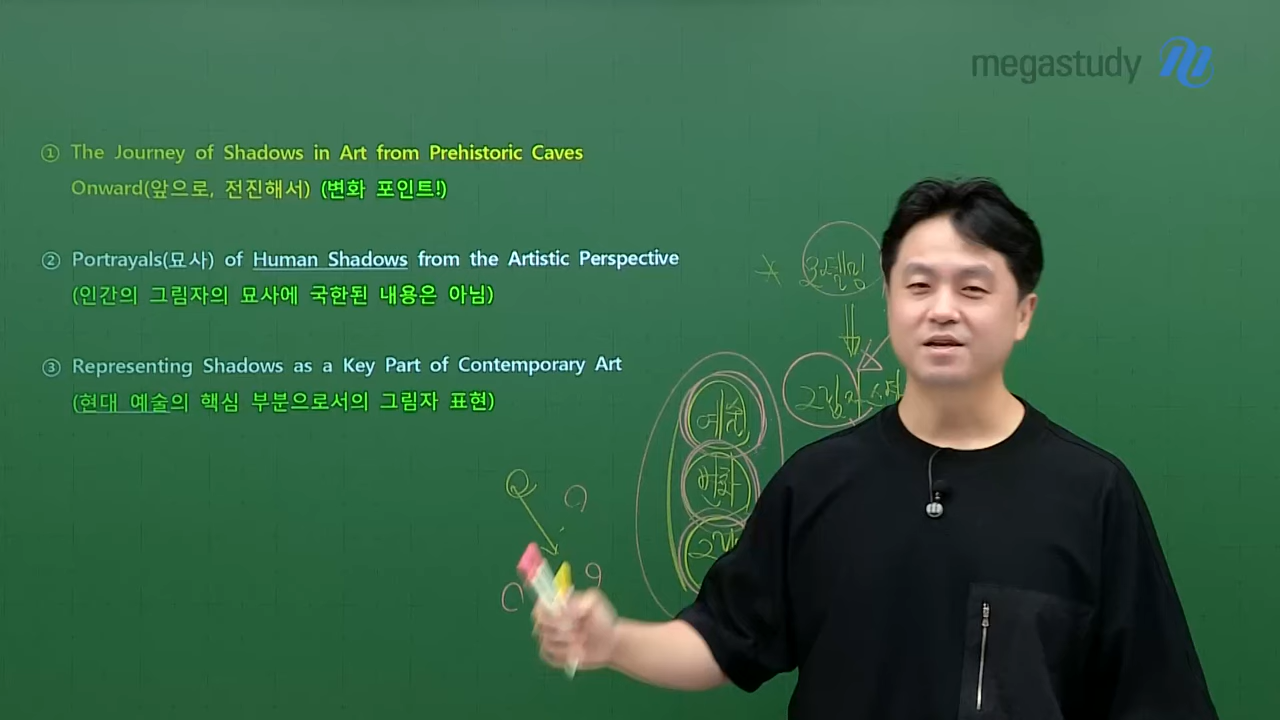 megastudy
① The Journey of Shadows in Art from Prehistoric Caves
Onward(앞으로, 전진해서) (변화 포인트!)
② Portrayals(묘사) of Human Shadows from the Artistic Perspective
(인간의 그림자의 묘사에 국한된 내용은 아님)
③ Representing Shadows as a Key Part of Contemporary Art
(현대 예술의 핵심 부분으로서의 그림자 표현)
예술
변화